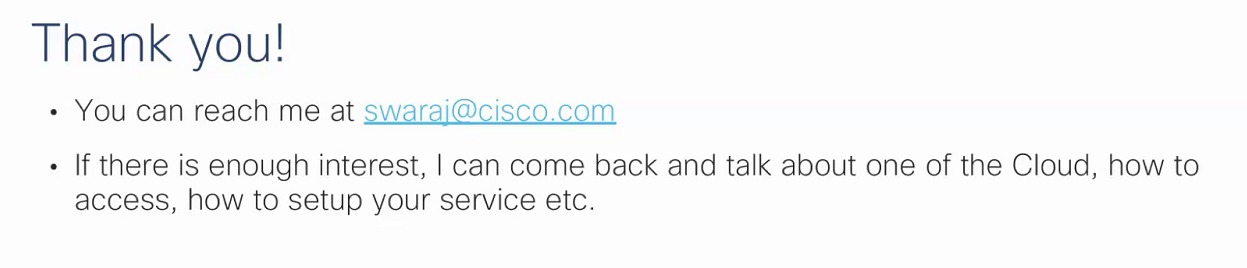 Thank you!
• You can reach me at swaraj@cisco.com
• If there is enough interest, I can come back and talk about one of the Cloud, how to
access, how to setup your service etc.